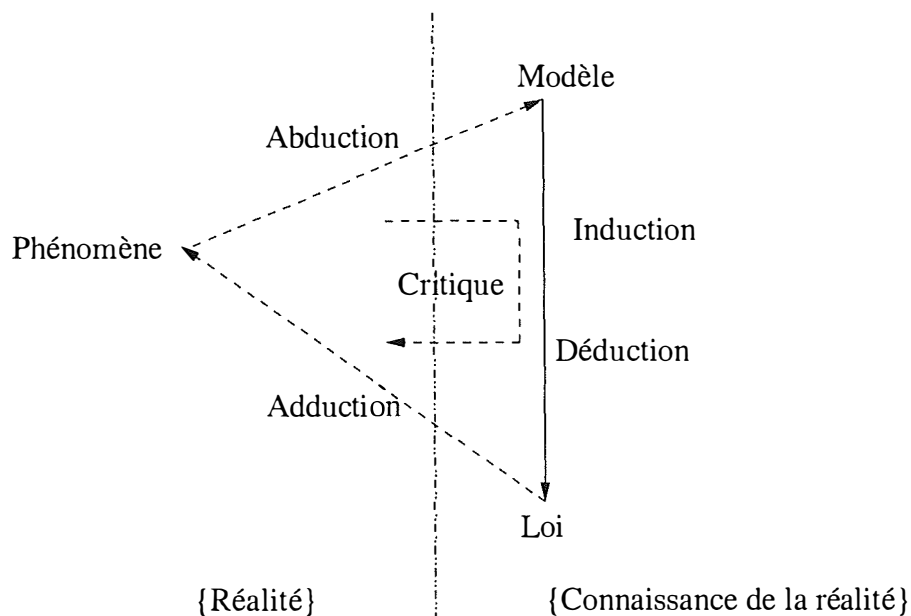 Modèle
Abduction
Induction
Phénomène
Critique
Déduction
Adduction
Loi
{Réalité}
{Connaissance de la réalité}